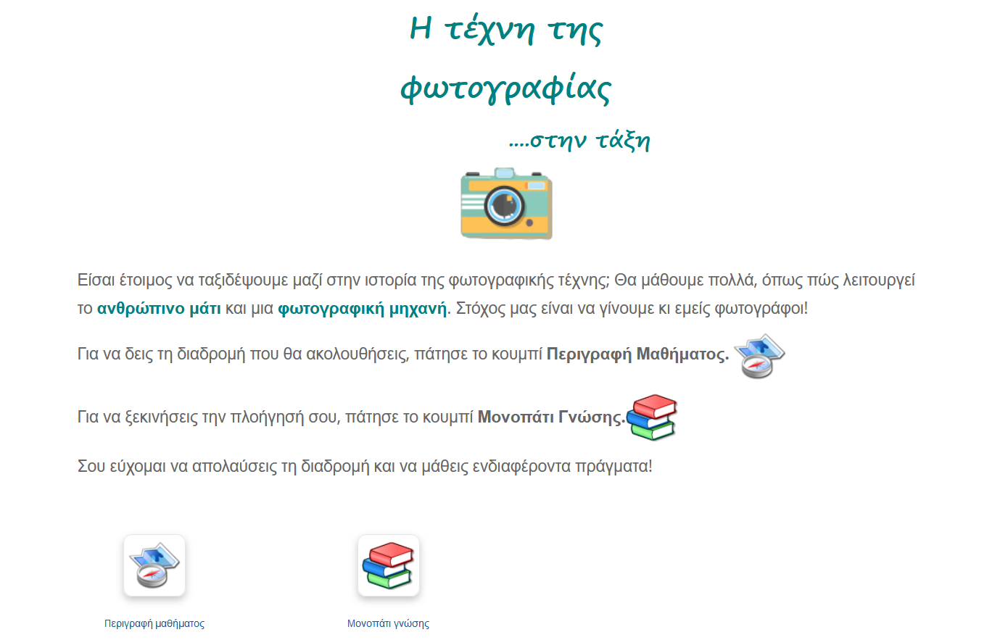 Η τέχνη της
φωτογραφίας
....στην τάξη
Είσαι έτοιμος να ταξιδέψουμε μαζί στην ιστορία της φωτογραφικής τέχνης; Θα μάθουμε πολλά, όπως πώς λειτουργεί
το ανθρώπινο μάτι και μια φωτογραφική μηχανή. Στόχος μας είναι να γίνουμε κι εμείς φωτογράφοι!
Για να δεις τη διαδρομή που θα ακολουθήσεις, πάτησε το κουμπί Περιγραφή Μαθήματος.
Για να ξεκινήσεις την πλοήγησή σου, πάτησε το κουμπί Μονοπάτι Γνώσης.
Σου εύχομαι να απολαύσεις τη διαδρομή και να μάθεις ενδιαφέροντα πράγματα!
Περιγραφή μαθήματος
Μονοπάτι γνώσης